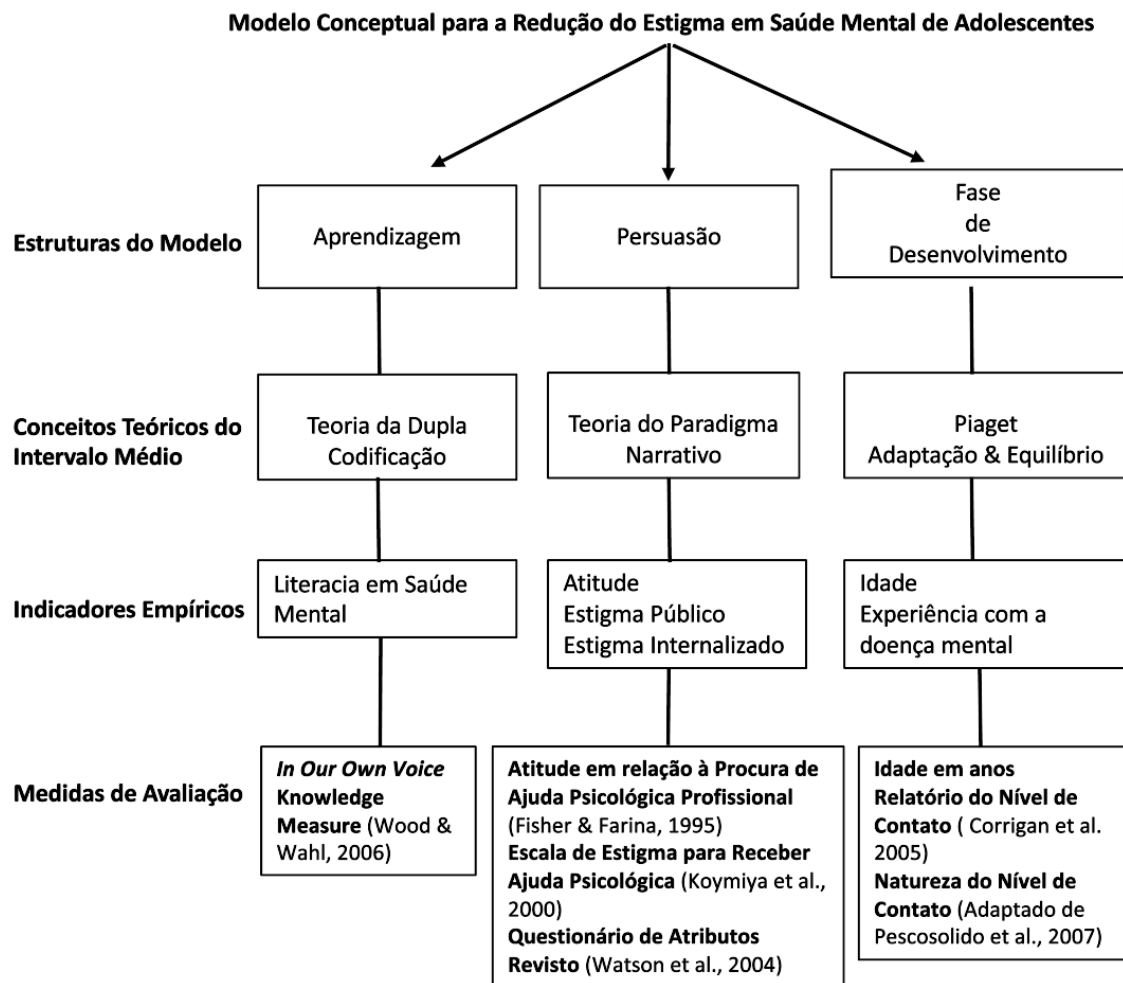 Modelo Conceptual para a Redução do Estigma em Saúde Mental de Adolescentes
Estruturas do Modelo
Aprendizagem
Persuasão
Fase
de
Desenvolvimento
Conceitos Teóricos do
Intervalo Médio
Teoria da Dupla
Codificação
Teoria do Paradigma
Narrativo
Piaget
Adaptação & Equilíbrio
Indicadores Empíricos
Literacia em Saúde
Mental
Atitude
Estigma Público
Estigma Internalizado
Idade
Experiência com a
doença mental
Medidas de Avaliação
In Our Own Voice
Knowledge
Measure (Wood &
Wahl, 2006)
Atitude em relação à Procura de
Ajuda Psicológica Profissional
(Fisher & Farina, 1995)
Escala de Estigma para Receber
Ajuda Psicológica (Koymiya et al.,
2000)
Questionário de Atributos
Revisto (Watson et al., 2004)
Idade em anos
Relatório do Nível de
Contato ( Corrigan et al.
2005)
Natureza do Nível de
Contato (Adaptado de
Pescosolido et al., 2007)